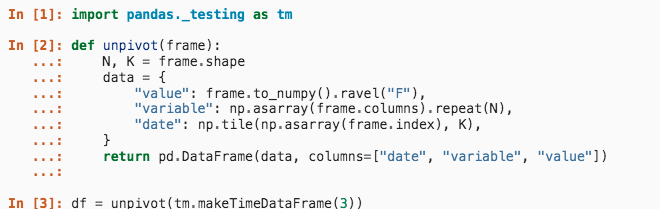 In [1]: import pandas._testing as tm
In [2]: def unpivot(frame):
   ...:     N, K = frame.shape
   ...:     data = {
   ...:         "value": frame.to_numpy().ravel("F"),
   ...:         "variable": np.asarray(frame.columns).repeat(N),
   ...:         "date": np.tile(np.asarray(frame.index), K),
   ...:     }
   ...:     return pd.DataFrame(data, columns=["date", "variable", "value"])
   ...:
In [3]: df = unpivot(tm.makeTimeDataFrame(3))